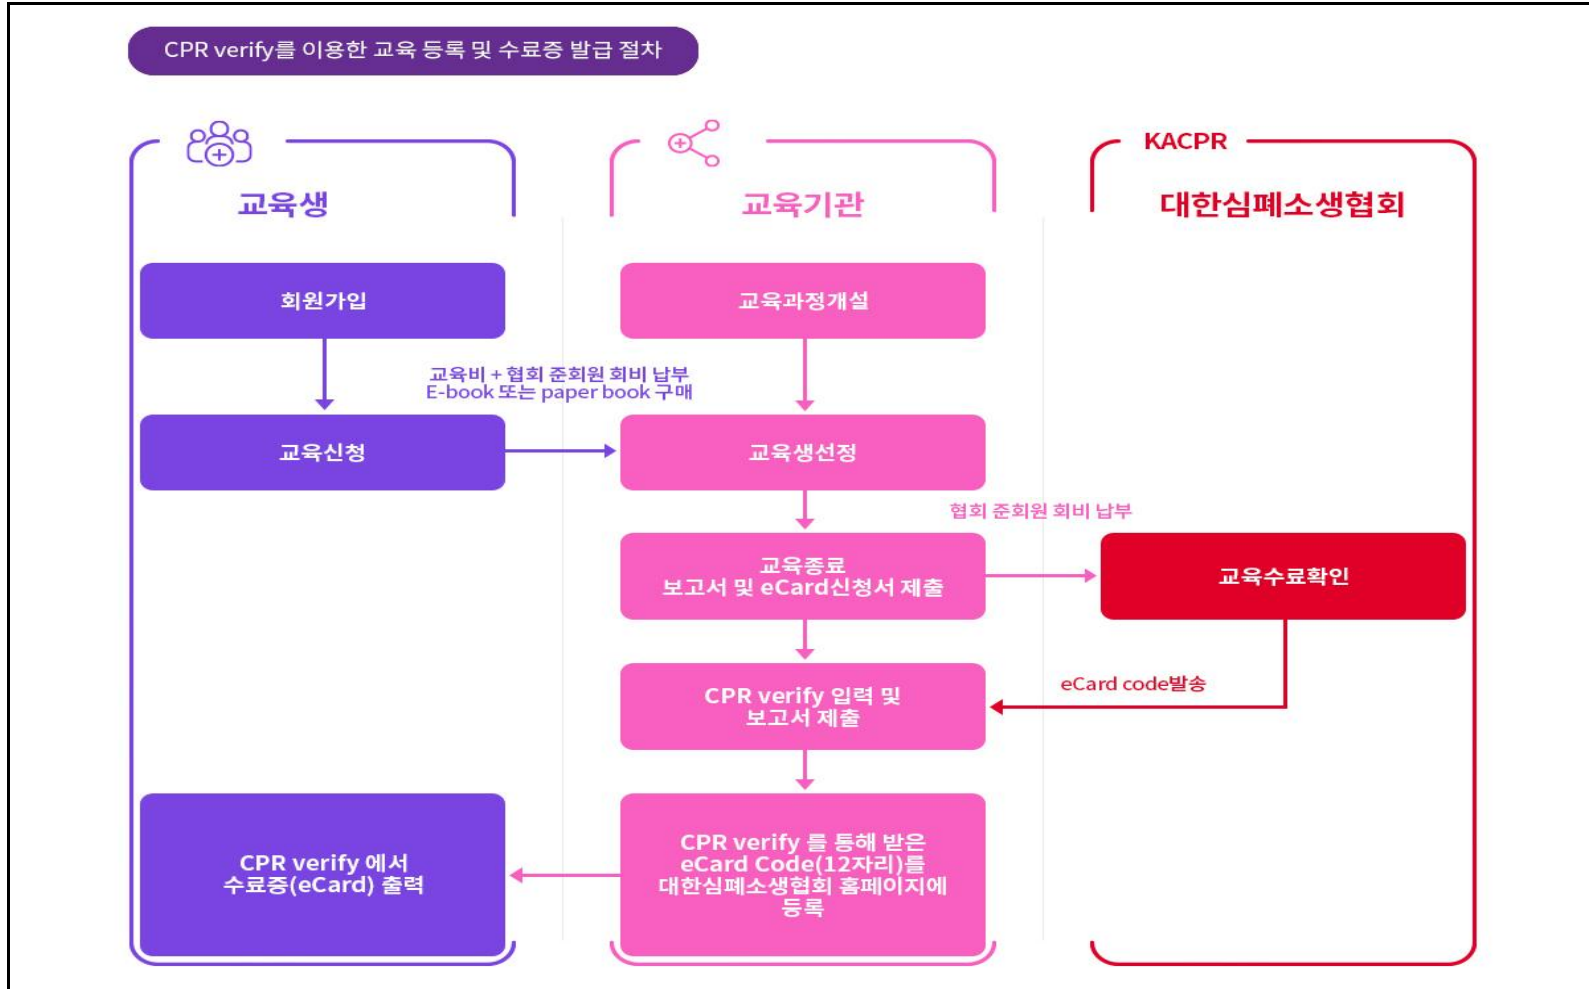 CPR verify를 이용한 교육 등록 및 수료증 발급 절차
교육생
교육기관
KACPR
대한심폐소생협회
회원가입
교육과정개설
교육비 + 협회 준회원 회비 납부
E-book 또는 paper book 구매
교육신청
교육생선정
협회 준회원 회비 납부
교육종료
보고서 및 eCard신청서 제출
교육수료확인
eCard code발송
CPR verify 입력 및
보고서 제출
CPR verify 에서
수료증(eCard) 출력
CPR verify 를 통해 받은
eCard Code(12자리)를
대한심폐소생협회 홈페이지에
등록